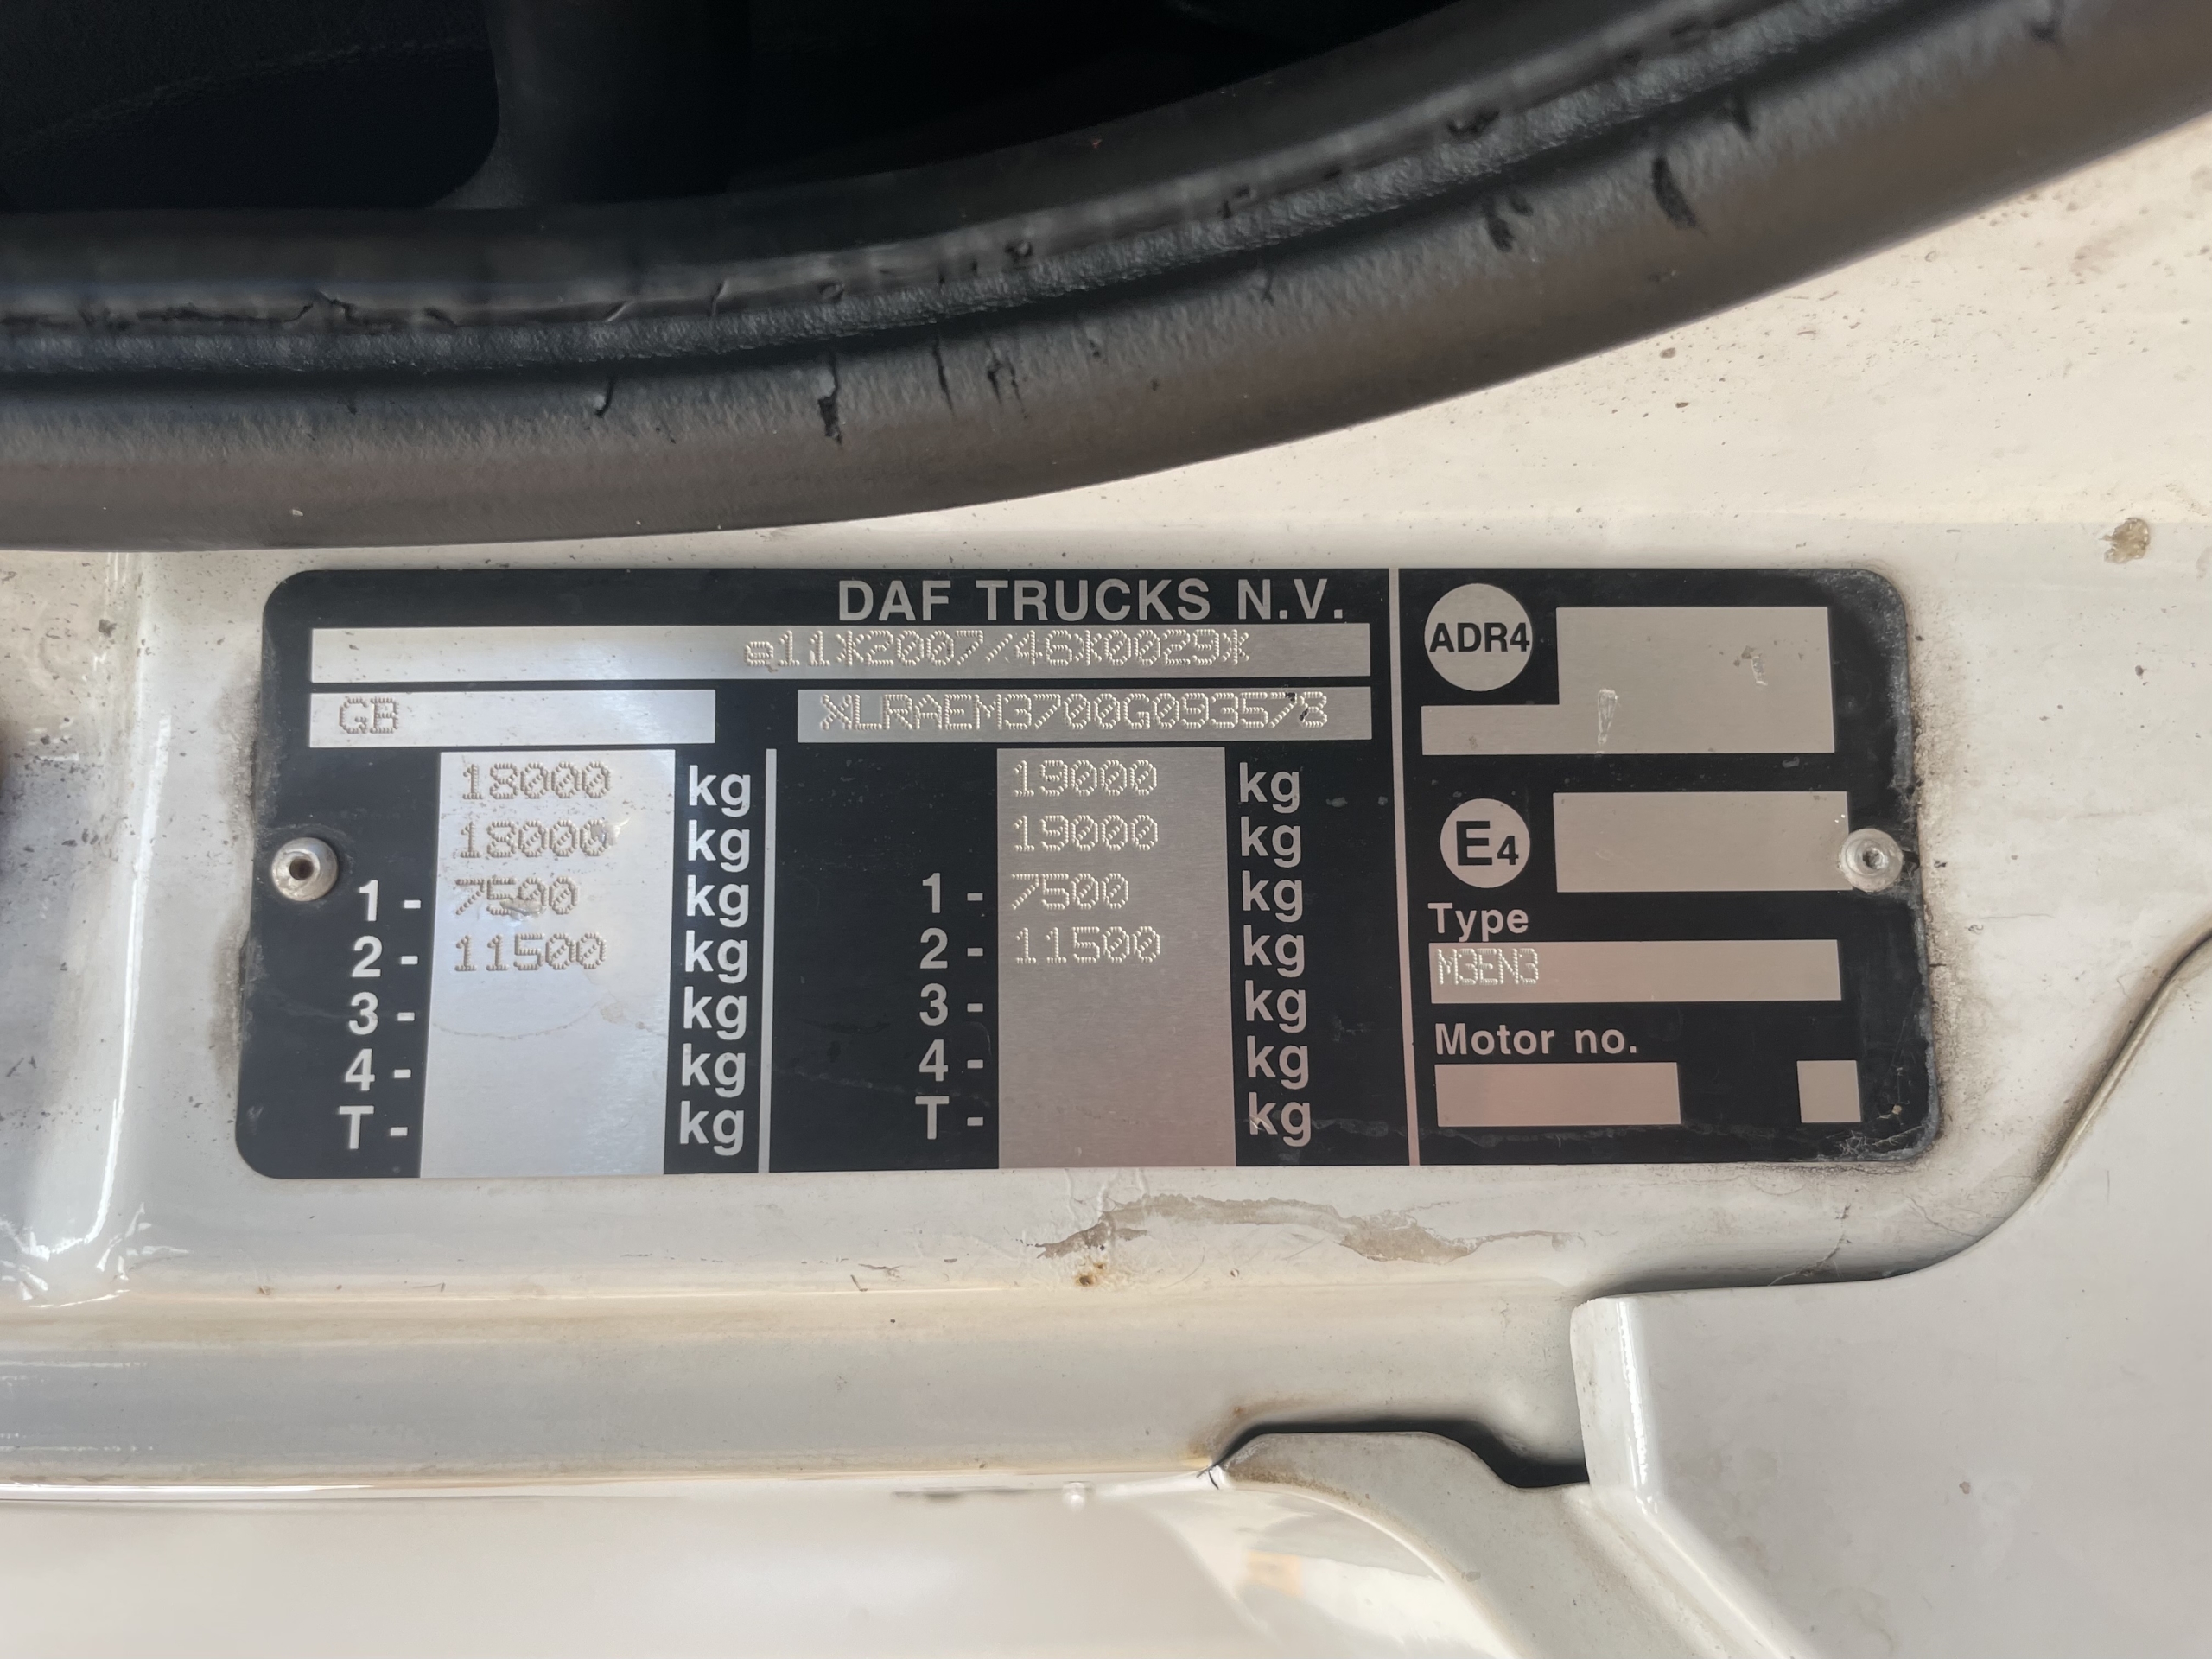 DAF TRUCKS N.V.
e11*2007/46*0029*
GB
XLRAEM3700G093578
18000 kg
18000 kg
1 - 7500 kg
2 - 11500 kg
3 - kg
4 - kg
T - kg
19000 kg
19000 kg
1 - 7500 kg
2 - 11500 kg
3 - kg
4 - kg
T - kg
ADR4
E4
Type
M3EN3
Motor no.